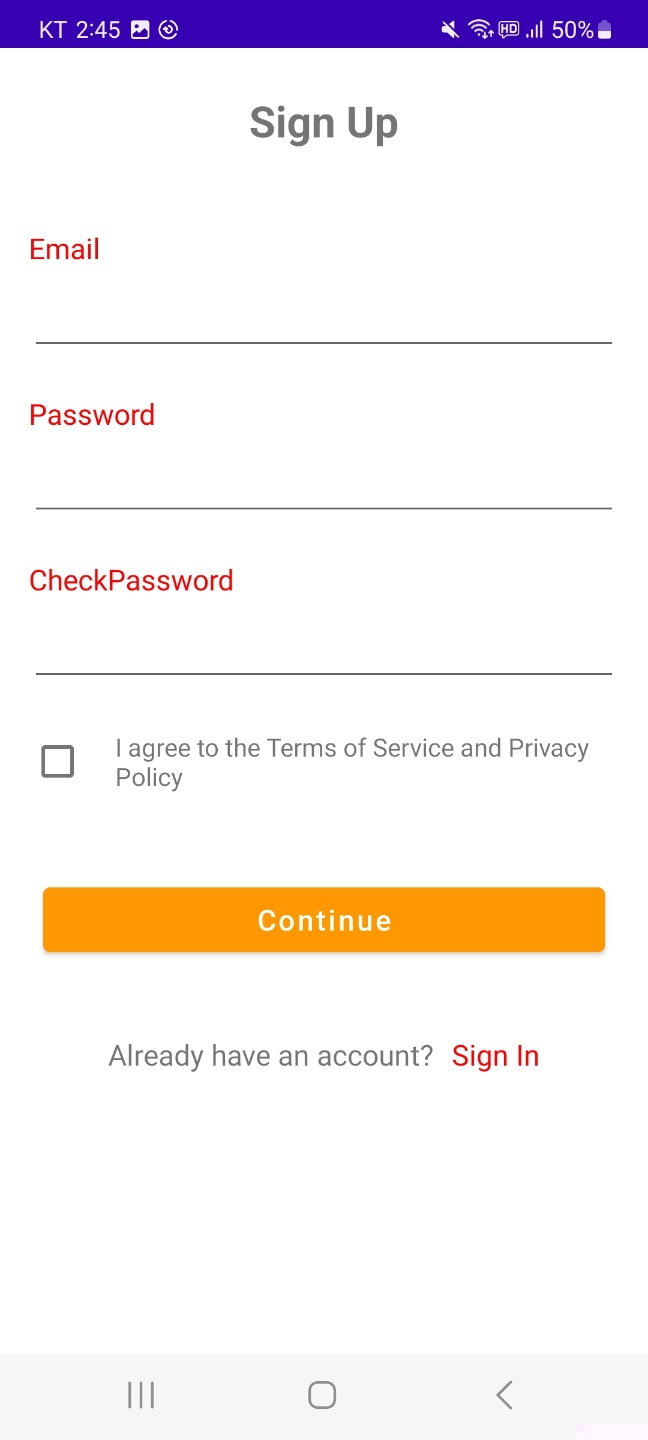 KT 2:45 HD 50%
Sign Up
Email
Password
CheckPassword
I agree to the Terms of Service and Privacy
Policy
Continue
Already have an account? Sign In